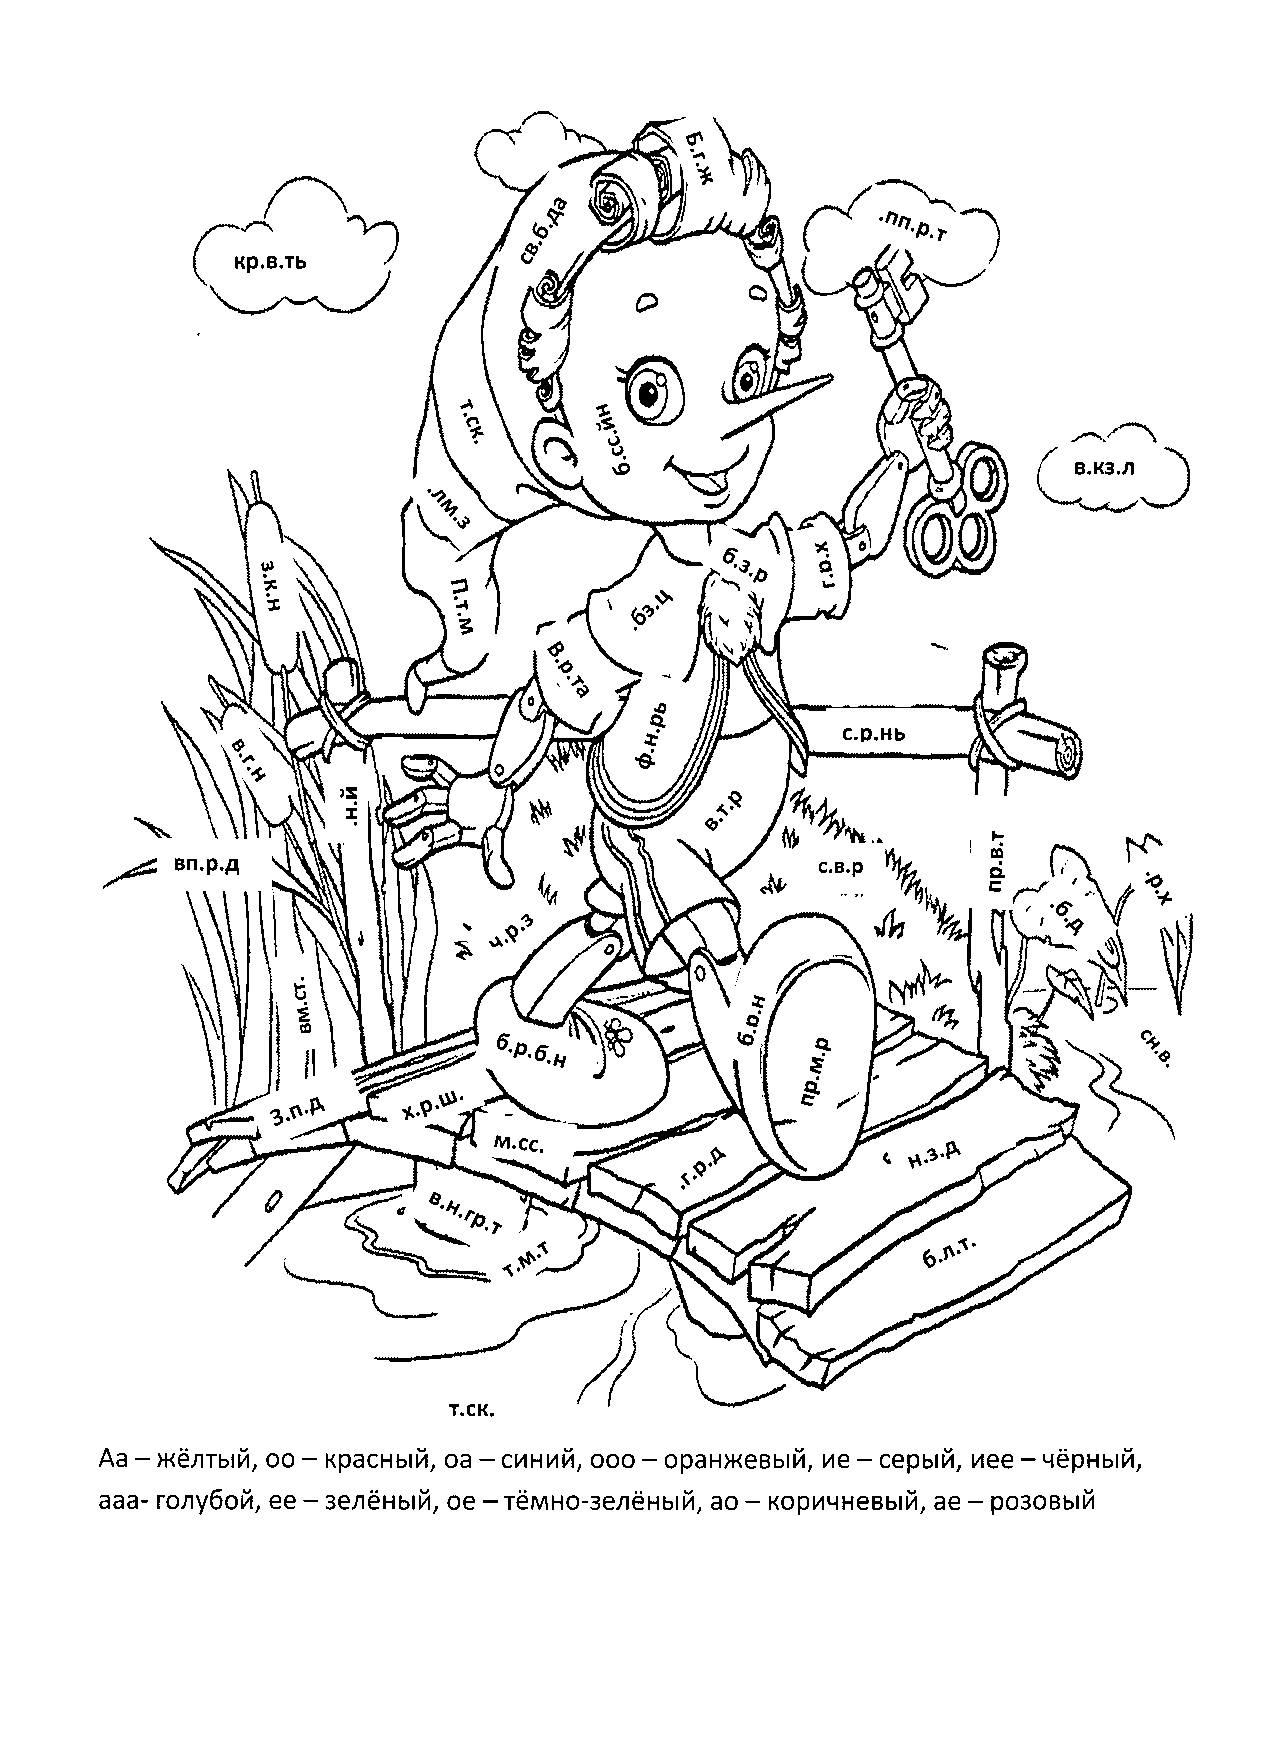 Б.г.ж
св.б.да
.пп.р.т
кр.в.ть
т.ск.
б.сс.йн
в.кз.л
.лм.з
з.к.н
П.т.м
б.з.р
г.р.х
.бз.ц
В.р.та
ф.н.рь
с.р.нь
в.г.н
.н.й
в.т.р
вп.р.д
с.в.р
пр.в.т
.р.х
.б.д
ч.р.з
вм.ст.
б.р.н
б.р.б.н
пр.м.р
сн.в.
З.п.д
х.р.ш.
м.сс.
.г.р.д
н.з.д
в.н.гр.т
т.м.т
б.л.т.
т.ск.
Аа – жёлтый, оо – красный, оа – синий, ооо – оранжевый, ие – серый, иее – чёрный,
ааа- голубой, ее – зелёный, ое – тёмно-зелёный, ао – коричневый, ае – розовый